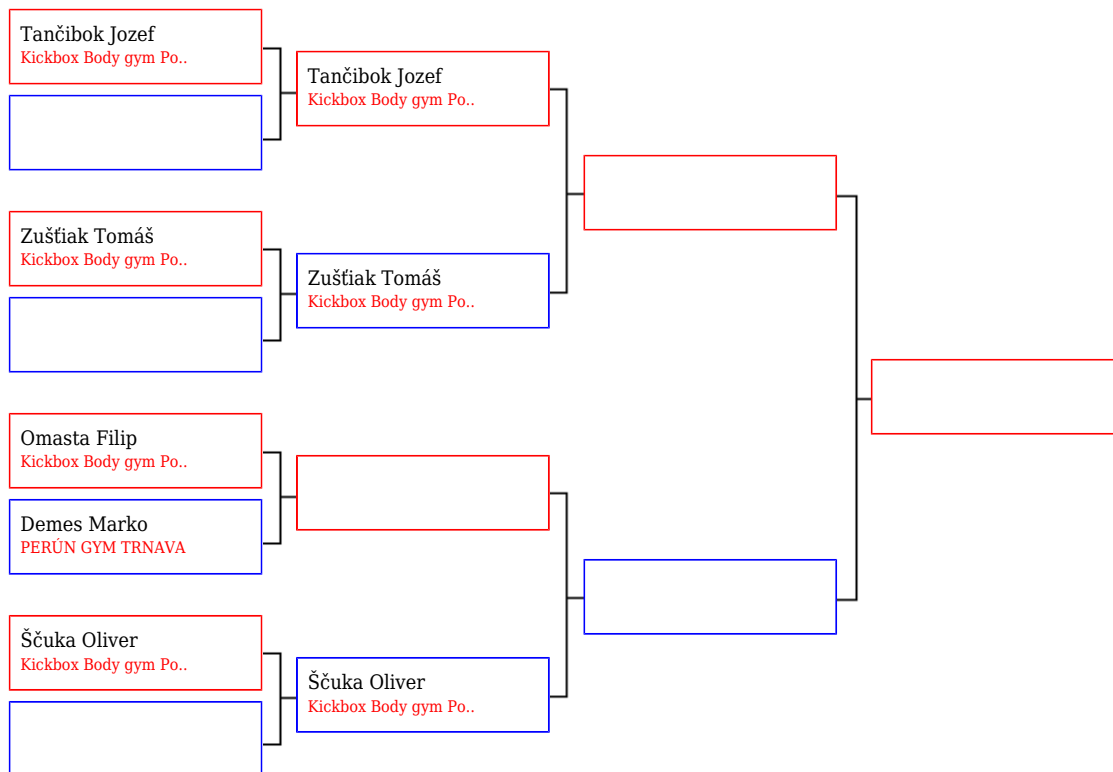 Tančibok Jozef
Kickbox Body gym Po..
Tančibok Jozef
Kickbox Body gym Po..
Zušťiak Tomáš
Kickbox Body gym Po..
Zušťiak Tomáš
Kickbox Body gym Po..
Omasta Filip
Kickbox Body gym Po..
Demes Marko
PERÚN GYM TRNAVA
Ščuka Oliver
Kickbox Body gym Po..
Ščuka Oliver
Kickbox Body gym Po..